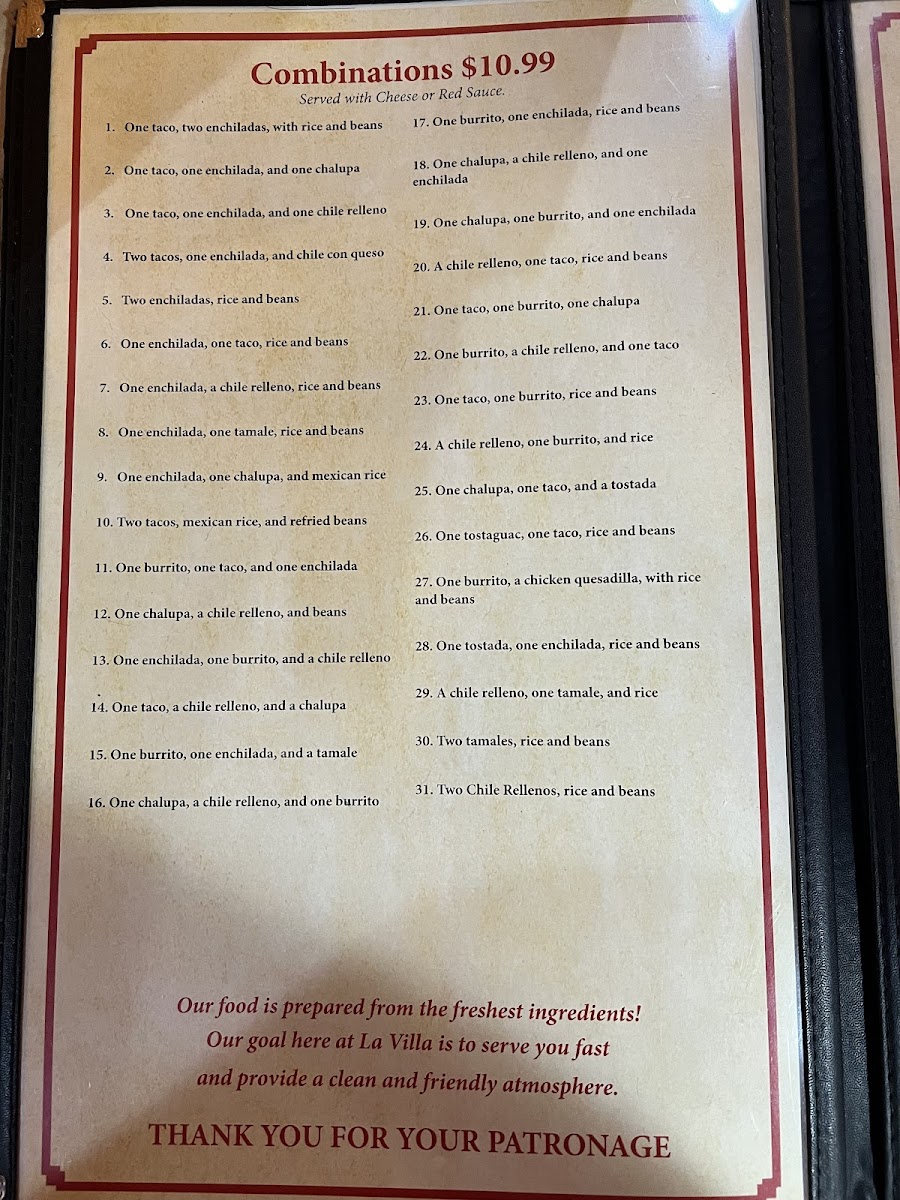 Combinations $10.99
Served with Cheese or Red Sauce.
1. One taco, two enchiladas, with rice and beans
2. One taco, one enchilada, and one chalupa
3. One taco, one enchilada, and one chile relleno
4. Two tacos, one enchilada, and chile con queso
5. Two enchiladas, rice and beans
6. One enchilada, one taco, rice and beans
7. One enchilada, a chile relleno, rice and beans
8. One enchilada, one tamale, rice and beans
9. One enchilada, one chalupa, and mexican rice
10. Two tacos, mexican rice, and refried beans
11. One burrito, one taco, and one enchilada
12. One chalupa, a chile relleno, and beans
13. One enchilada, one burrito, and a chile relleno
14. One taco, a chile relleno, and a chalupa
15. One burrito, one enchilada, and a tamale
16. One chalupa, a chile relleno, and one burrito
17. One burrito, one enchilada, rice and beans
18. One chalupa, a chile relleno, and one
enchilada
19. One chalupa, one burrito, and one enchilada
20. A chile relleno, one taco, rice and beans
21. One taco, one burrito, one chalupa
22. One burrito, a chile relleno, and one taco
23. One taco, one burrito, rice and beans
24. A chile relleno, one burrito, and rice
25. One chalupa, one taco, and a tostada
26. One tostaguac, one taco, rice and beans
27. One burrito, a chicken quesadilla, with rice
and beans
28. One tostada, one enchilada, rice and beans
29. A chile relleno, one tamale, and rice
30. Two tamales, rice and beans
31. Two Chile Rellenos, rice and beans
Our food is prepared from the freshest ingredients!
Our goal here at La Villa is to serve you fast
and provide a clean and friendly atmosphere.
THANK YOU FOR YOUR PATRONAGE